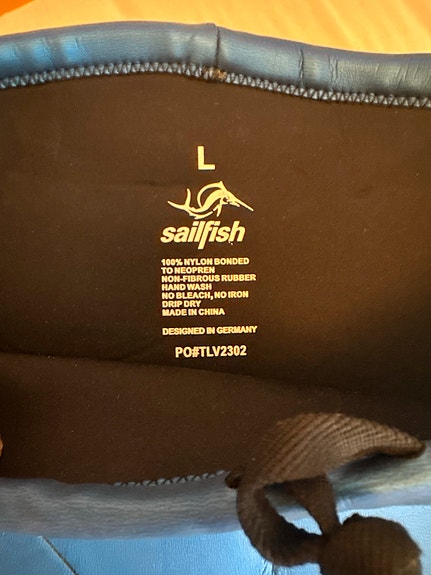 L
sailfish
100% NYLON BONDED
TO NEOPREN
NON-FIBROUS RUBBER
HAND WASH
NO BLEACH, NO IRON
DRIP DRY
MADE IN CHINA
DESIGNED IN GERMANY
PO#TLV2302